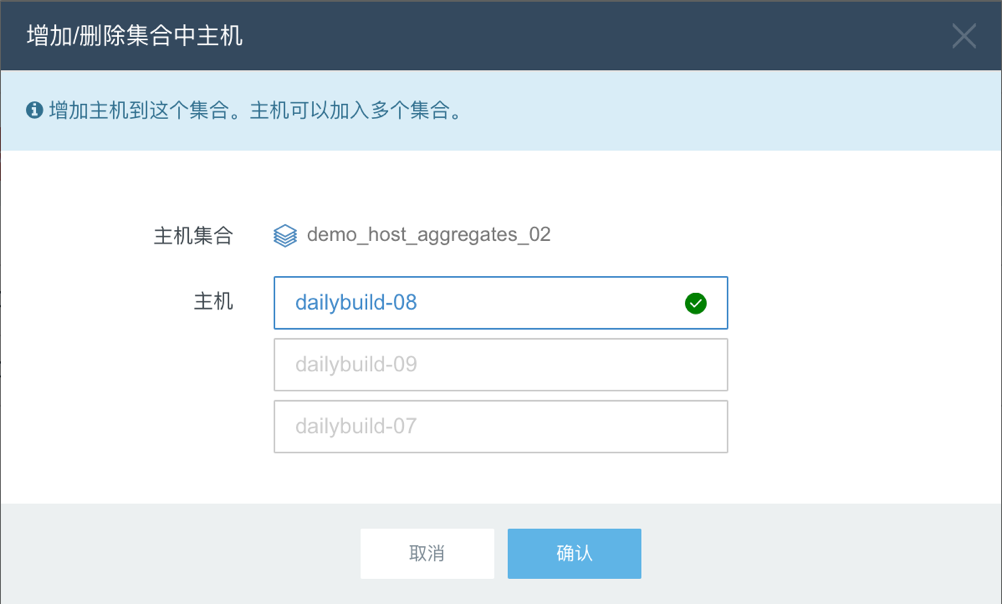 增加/删除集合中主机
增加主机到这个集合。主机可以加入多个集合。
主机集合 demo_host_aggregates_02
主机 dailybuild-08
dailybuild-09
dailybuild-07
取消 确认